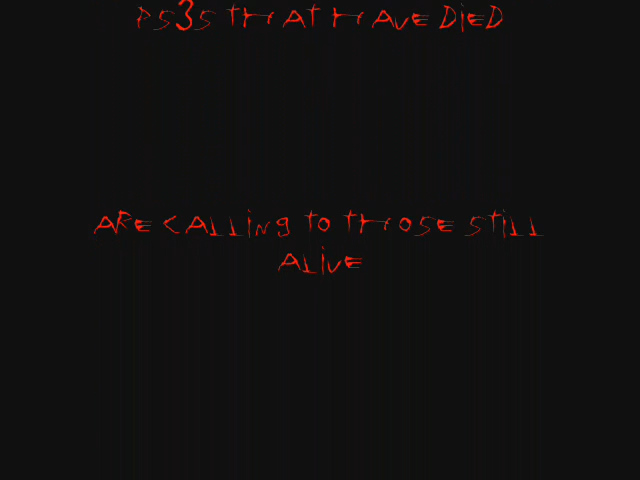 PS3S THAT HAVE DIED
ARE CALLING TO THOSE STILL
ALIVE